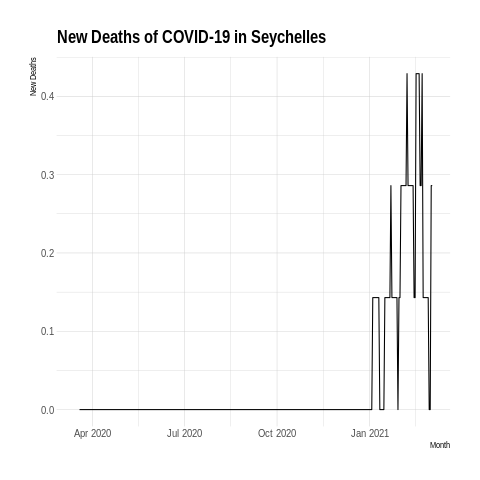 New Deaths of COVID-19 in Seychelles
New Deaths
0.4
0.3
0.2
0.1
0.0
Apr 2020 Jul 2020 Oct 2020 Jan 2021
Month